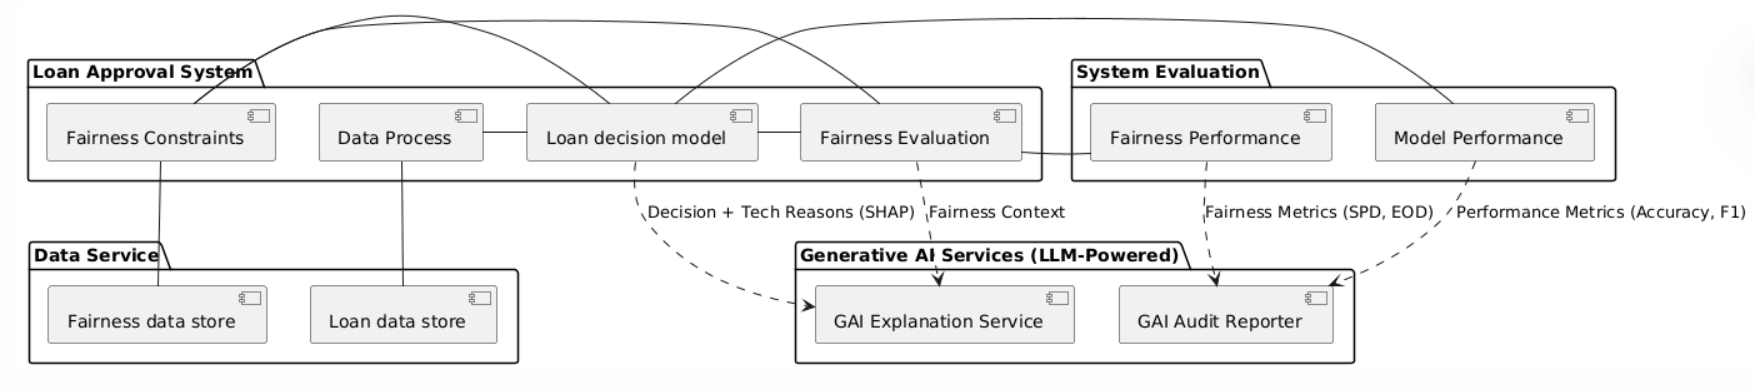 Loan Approval System
System Evaluation
Fairness Constraints
Data Process
Loan decision model
Fairness Evaluation
Fairness Performance
Model Performance
Decision + Tech Reasons (SHAP)
Fairness Context
Fairness Metrics (SPD, EOD)
Performance Metrics (Accuracy, F1)
Data Service
Generative AI Services (LLM-Powered)
Fairness data store
Loan data store
GAI Explanation Service
GAI Audit Reporter